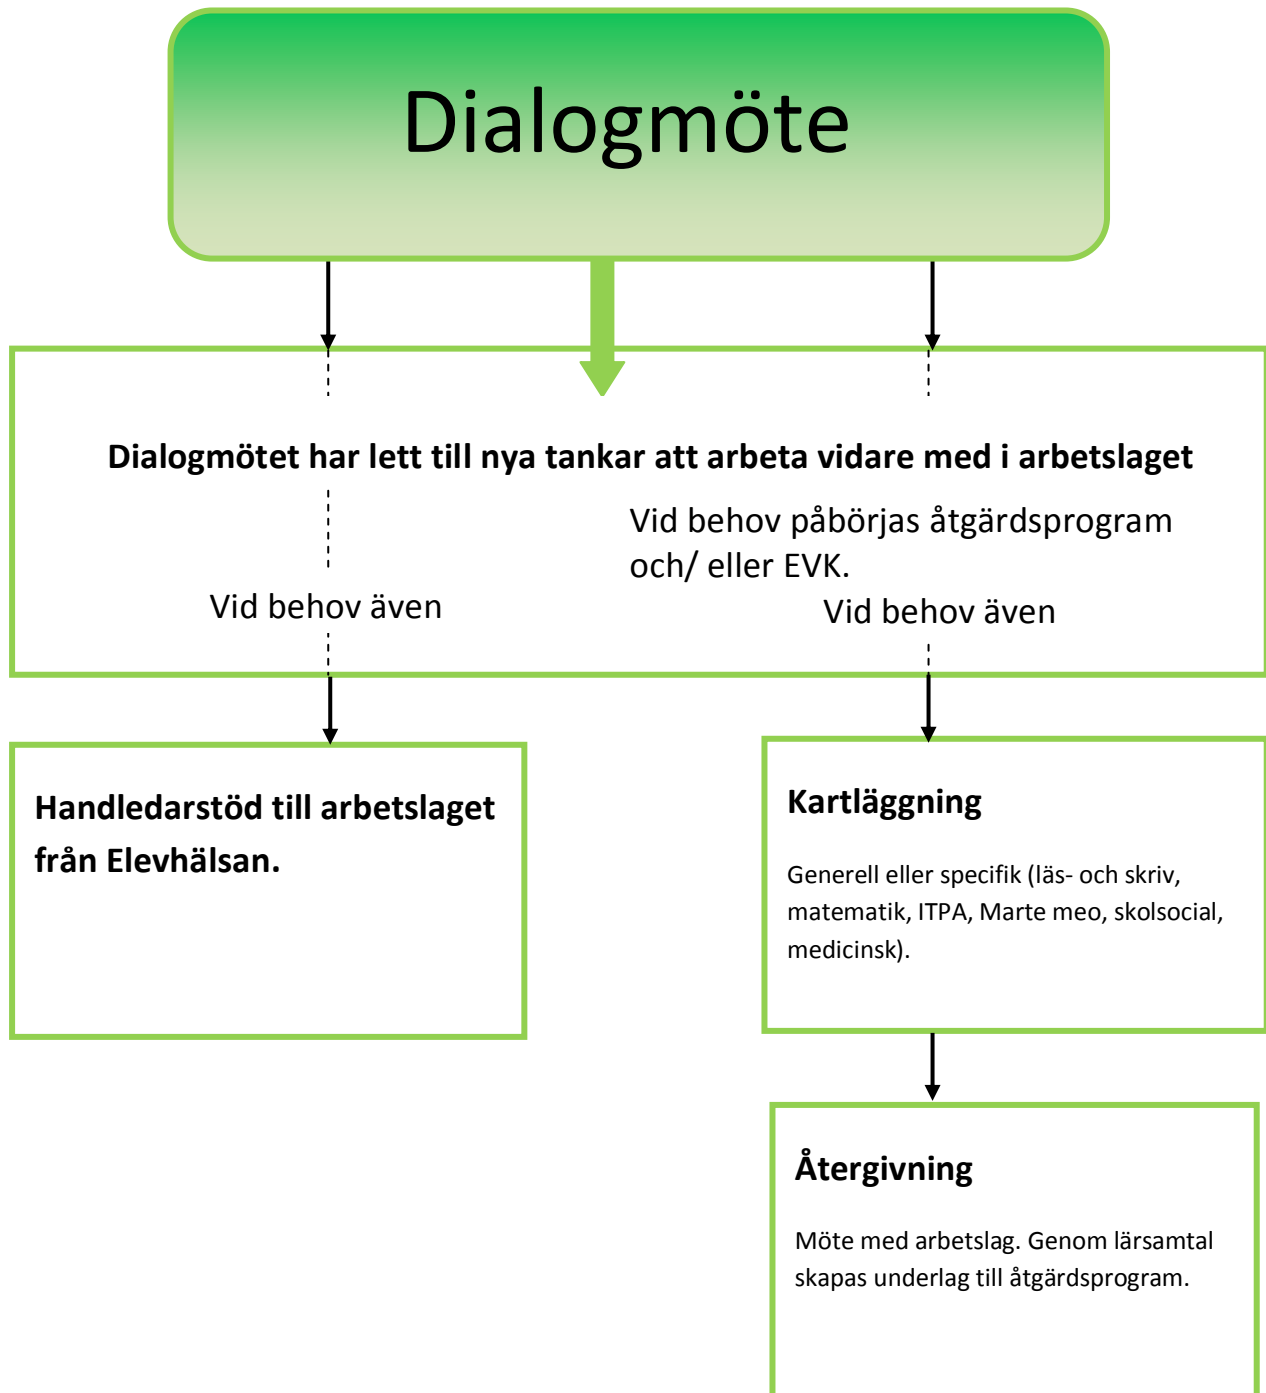 Dialogmöte
Dialogmötet har lett till nya tankar att arbeta vidare med i arbetslaget
Vid behov påbörjas åtgärdsprogram
och/ eller EVK.
Vid behov även
Vid behov även
Handledarstöd till arbetslaget
från Elevhälsan.
Kartläggning
Generell eller specifik (läs- och skriv,
matematik, ITPA, Marte meo, skolsocial,
medicinsk).
Återgivning
Möte med arbetslag. Genom lärsamtal
skapas underlag till åtgärdsprogram.